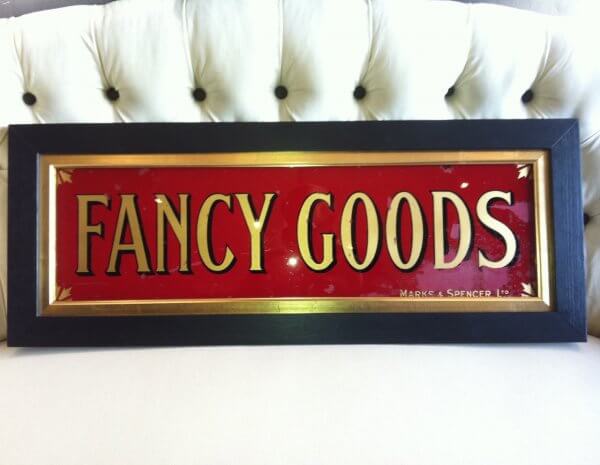 FANCY GOODS
MARKS & SPENCER LTD